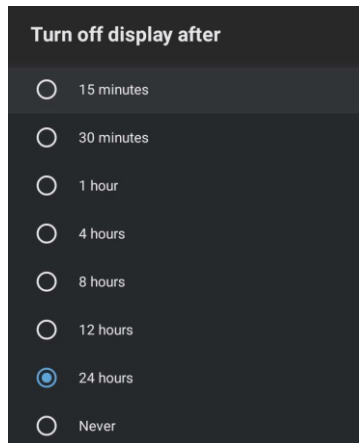 Turn off display after
15 minutes
30 minutes
1 hour
4 hours
8 hours
12 hours
24 hours
Never